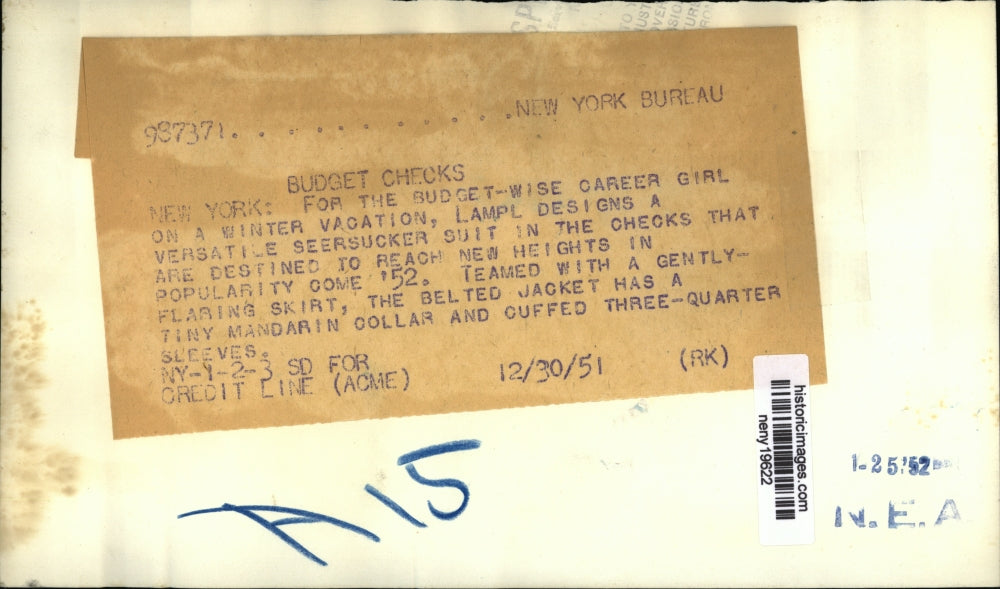 987371. . . . . . . . . . . .NEW YORK BUREAU
BUDGET CHECKS
NEW YORK: FOR THE BUDGET-WISE CAREER GIRL
ON A WINTER VACATION, LAMPL DESIGNS A
VERSATILE SEERSUCKER SUIT IN THE CHECKS THAT
ARE DESTINED TO REACH NEW HEIGHTS IN
POPULARITY COME '52. TEAMED WITH A GENTLY-
FLARING SKIRT, THE BELTED JACKET HAS A
TINY MANDARIN COLLAR AND CUFFED THREE-QUARTER
SLEEVES.
NY-1-2-3 SD FOR
CREDIT LINE (ACME) 12/30/51 (RK)
historicimages.com
neny19622
A 15
1-25'52
N.E.A